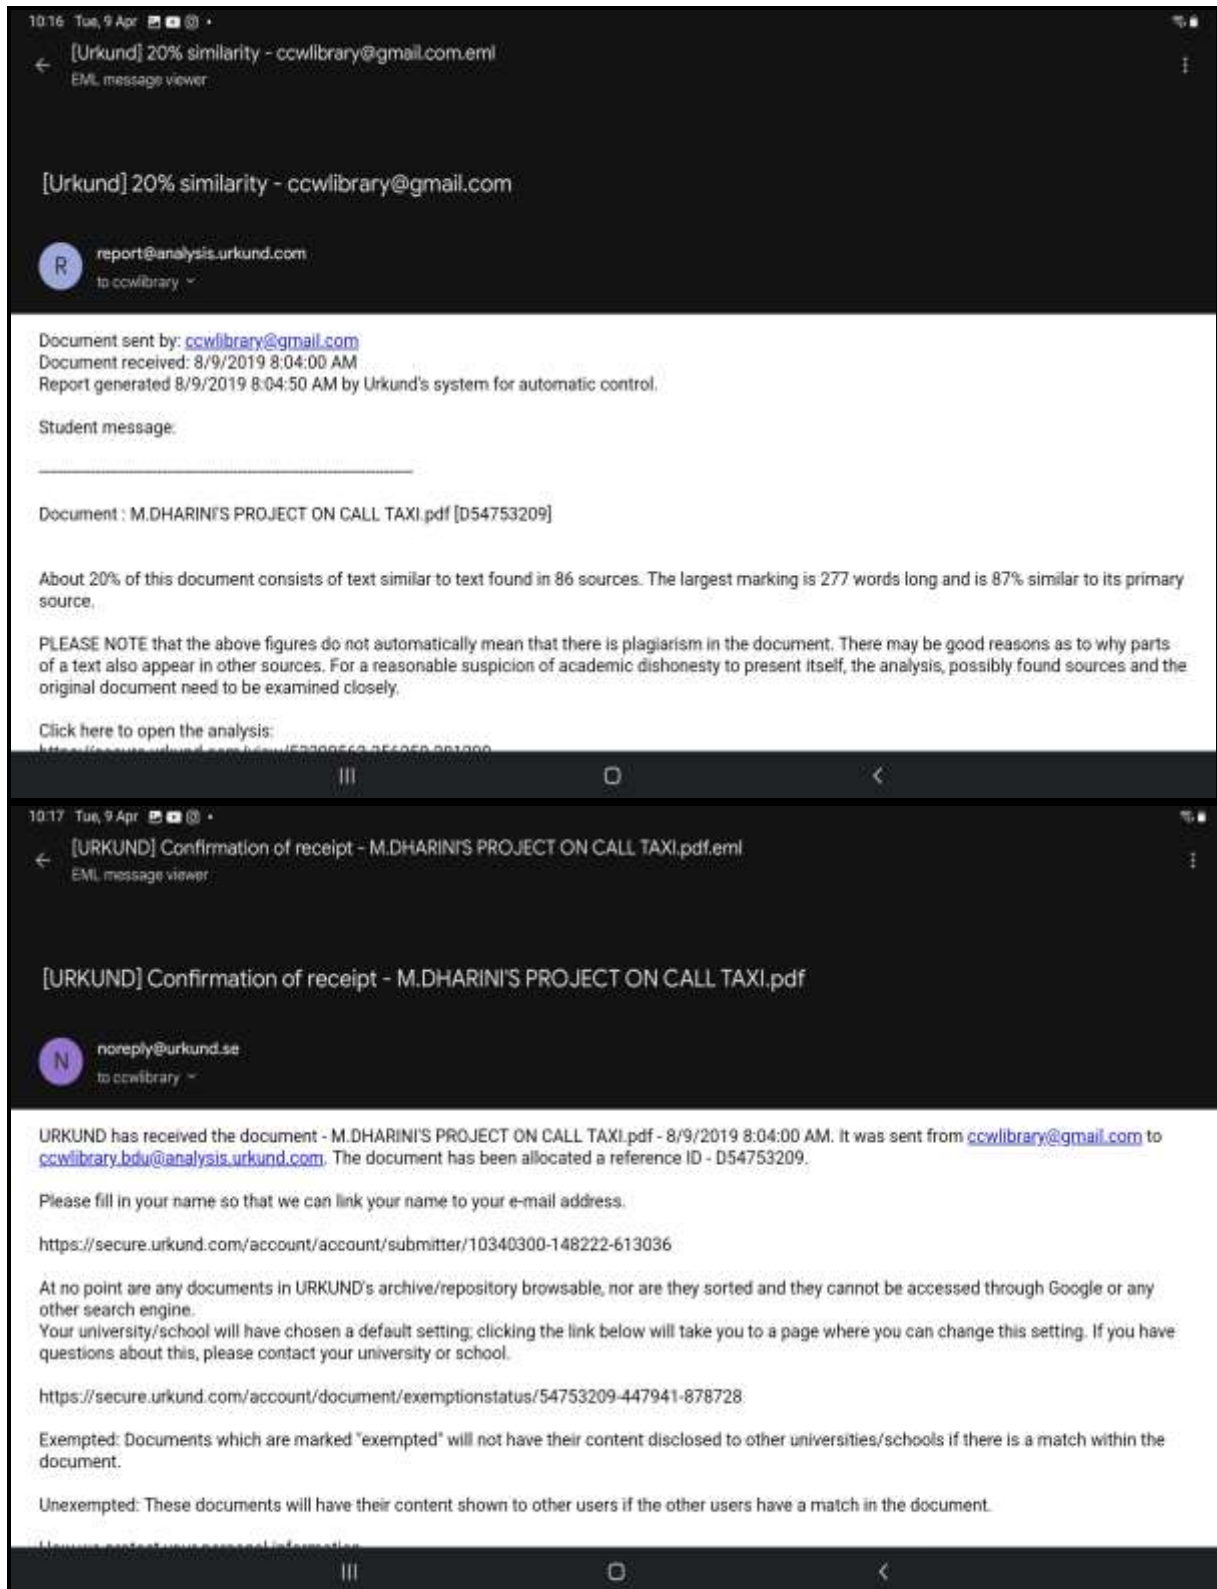 10:16 Tue, 9 Apr
[Urkund] 20% similarity - ccwlibrary@gmail.com.eml
EML message viewer
[Urkund] 20% similarity - ccwlibrary@gmail.com
R
report@analysis.urkund.com
to ccwlibrary
Document sent by: ccwlibrary@gmail.com
Document received: 8/9/2019 8:04:00 AM
Report generated 8/9/2019 8:04:50 AM by Urkund's system for automatic control.
Student message:
Document : M.DHARINI'S PROJECT ON CALL TAXI.pdf [D54753209]
About 20% of this document consists of text similar to text found in 86 sources. The largest marking is 277 words long and is 87% similar to its primary
source.
PLEASE NOTE that the above figures do not automatically mean that there is plagiarism in the document. There may be good reasons as to why parts
of a text also appear in other sources. For a reasonable suspicion of academic dishonesty to present itself, the analysis, possibly found sources and the
original document need to be examined closely.
Click here to open the analysis:
10:17 Tue, 9 Apr
[URKUND] Confirmation of receipt - M.DHARINI'S PROJECT ON CALL TAXI.pdf.eml
EML message viewer
[URKUND] Confirmation of receipt - M.DHARINI'S PROJECT ON CALL TAXI.pdf
N
noreply@urkund.se
to ccwlibrary
URKUND has received the document - M.DHARINI'S PROJECT ON CALL TAXI.pdf - 8/9/2019 8:04:00 AM. It was sent from ccwlibrary@gmail.com to
ccwlibrary.bdu@analysis.urkund.com. The document has been allocated a reference ID - D54753209.
Please fill in your name so that we can link your name to your e-mail address.
https://secure.urkund.com/account/account/submitter/10340300-148222-613036
At no point are any documents in URKUND's archive/repository browsable, nor are they sorted and they cannot be accessed through Google or any
other search engine.
Your university/school will have chosen a default setting; clicking the link below will take you to a page where you can change this setting. If you have
questions about this, please contact your university or school.
https://secure.urkund.com/account/document/exemptionstatus/54753209-447941-878728
Exempted: Documents which are marked "exempted" will not have their content disclosed to other universities/schools if there is a match within the
document.
Unexempted: These documents will have their content shown to other users if the other users have a match in the document.